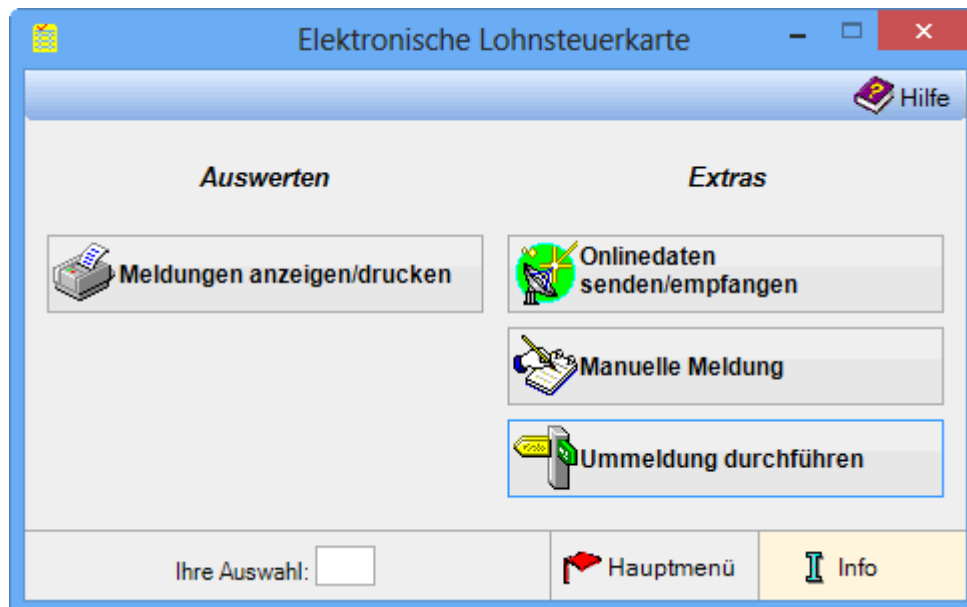 Elektronische Lohnsteuerkarte
Hilfe
Auswerten
Extras
Meldungen anzeigen/drucken
Onlinedaten
senden/empfangen
Manuelle Meldung
Ummeldung durchführen
Ihre Auswahl:
Hauptmenü
Info